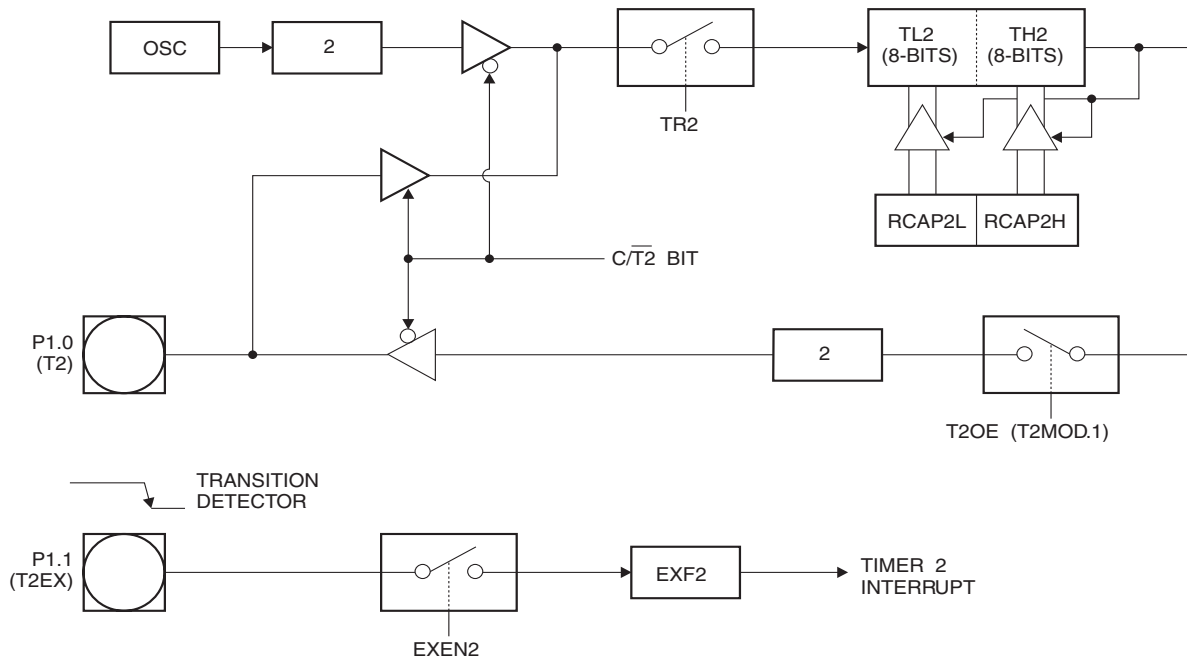 OSC
2
TR2
TL2
(8-BITS)
TH2
(8-BITS)
RCAP2L
RCAP2H
C/T̅2̅ BIT
P1.0
(T2)
2
T2OE (T2MOD.1)
TRANSITION
DETECTOR
P1.1
(T2EX)
EXF2
TIMER 2
INTERRUPT
EXEN2